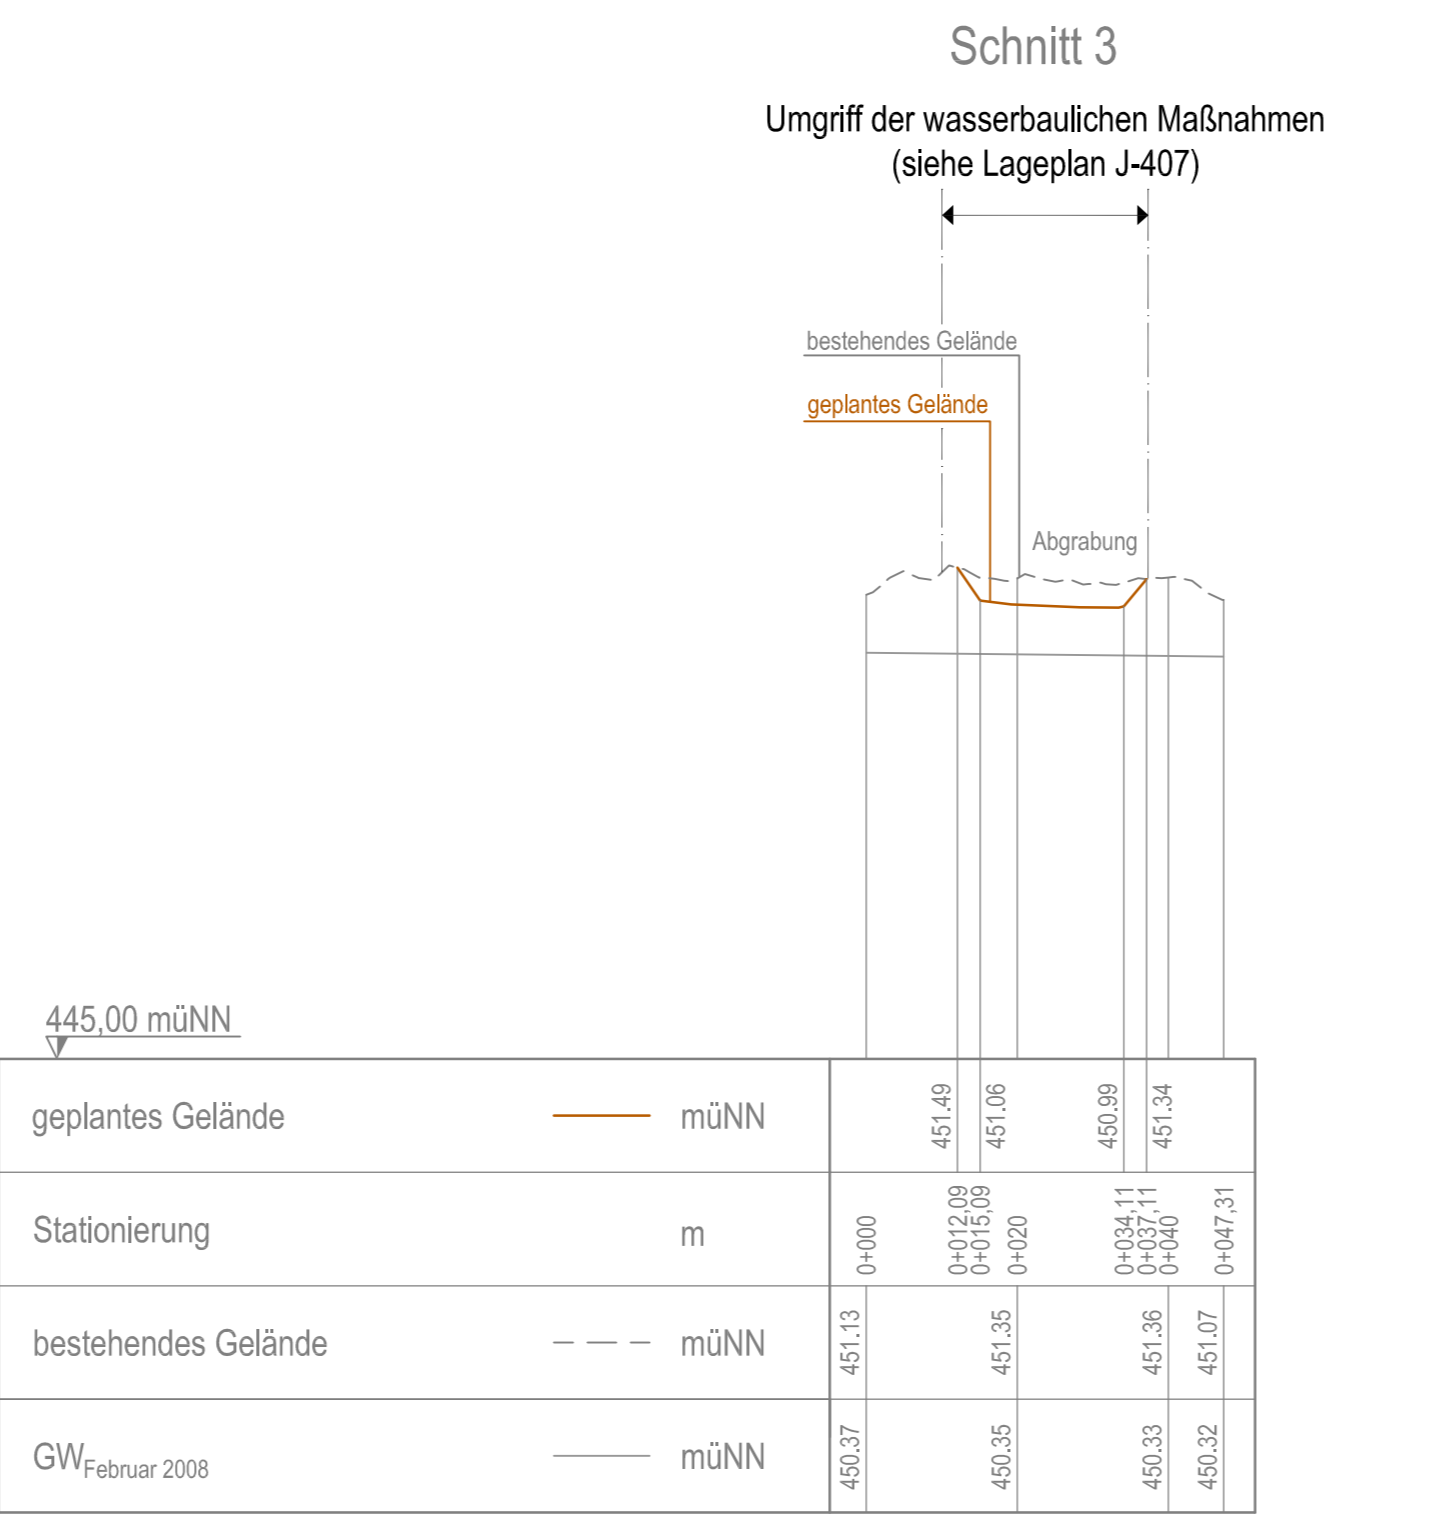 Schnitt 3
Umgriff der wasserbaulichen Maßnahmen
(siehe Lageplan J-407)
bestehendes Gelände
geplantes Gelände
Abgrabung
445,00 müNN
geplantes Gelände müNN 451.49 451.06 450.99 451.34
Stationierung m 0+000 0+012,09 0+015,09 0+020 0+034,11 0+037,11 0+040 0+047,31
bestehendes Gelände müNN 451.13 451.35 451.36 451.07
GW Februar 2008 müNN 450.37 450.35 450.33 450.32